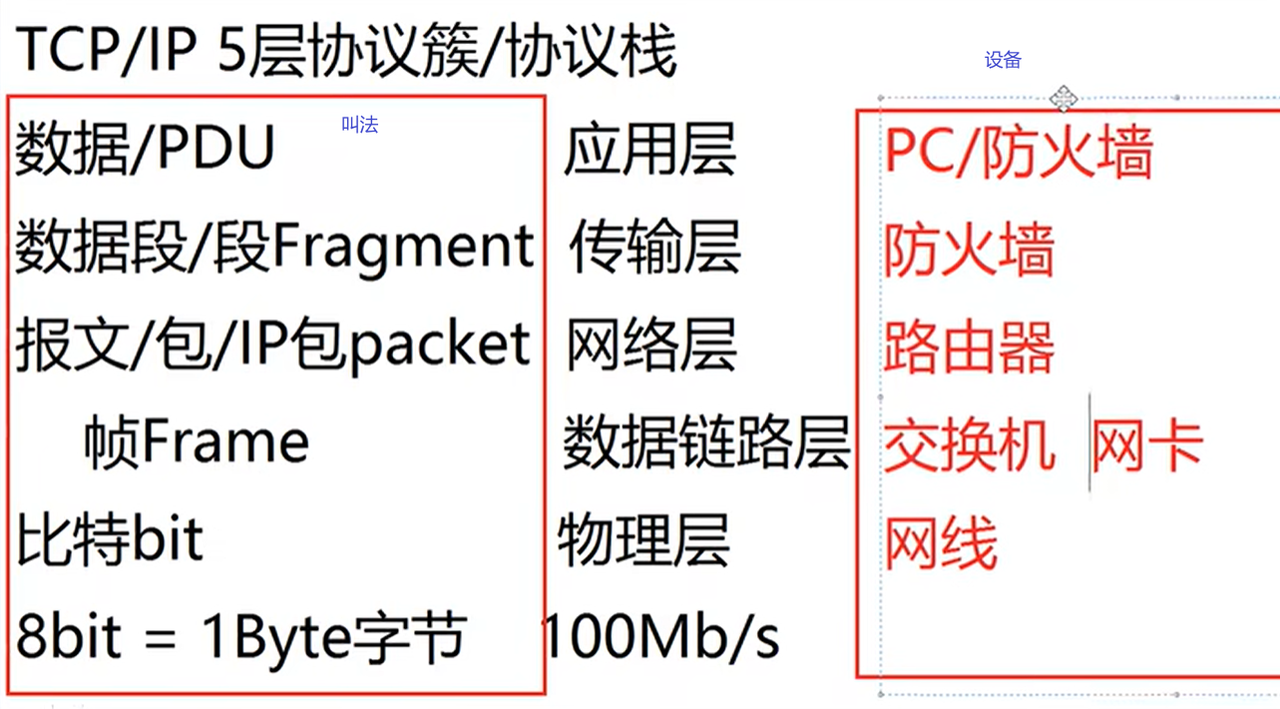 TCP/IP 5层协议簇/协议栈
设备
叫法
数据/PDU 应用层 PC/防火墙
数据段/段Fragment 传输层 防火墙
报文/包/IP包packet 网络层 路由器
帧Frame 数据链路层 交换机 网卡
比特bit 物理层 网线
8bit = 1Byte字节 100Mb/s